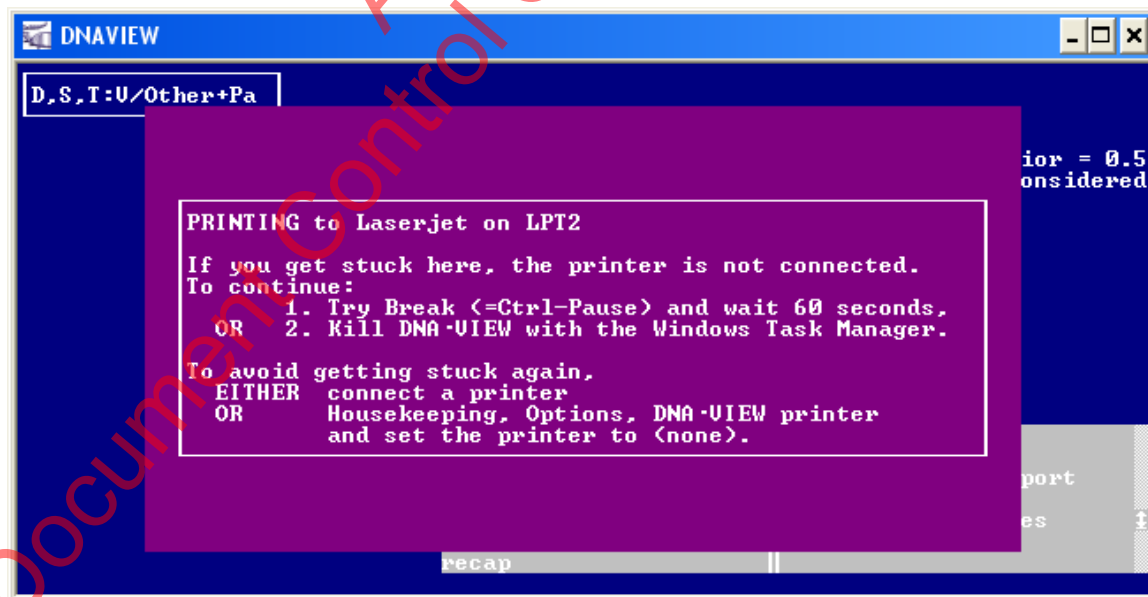 DNAVIEW
D,S,T:V/Other+Pa
ior = 0.5
onsidered
PRINTING to Laserjet on LPT2
If you get stuck here, the printer is not connected.
To continue:
1. Try Break (=Ctrl-Pause) and wait 60 seconds,
OR 2. Kill DNA·VIEW with the Windows Task Manager.
To avoid getting stuck again,
EITHER connect a printer
OR Housekeeping, Options, DNA·VIEW printer
and set the printer to (none).
port
es
recap
Document Control